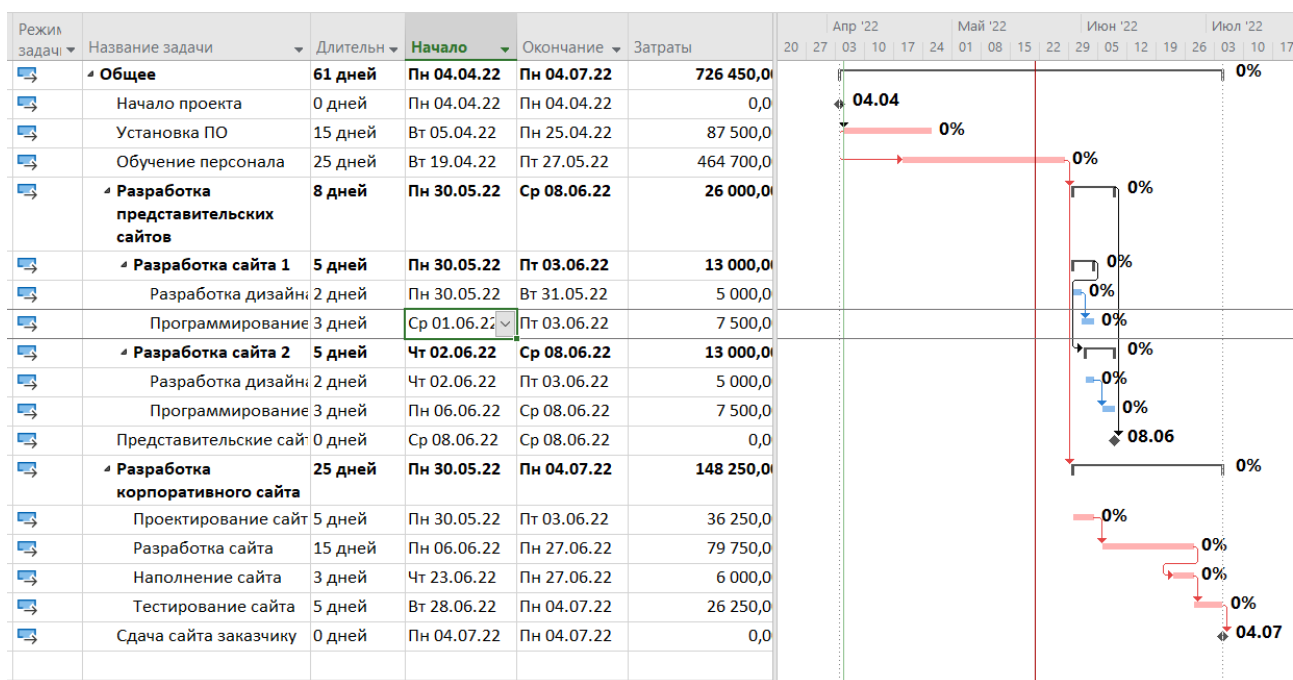 Режим
задачи Название задачи Длительн Начало Окончание Затраты
Апр '22 Май '22 Июн '22 Июл '22
20 27 03 10 17 24 01 08 15 22 29 05 12 19 26 03 10 17
Общее 61 дней Пн 04.04.22 Пн 04.07.22 726 450,0 0%
Начало проекта 0 дней Пн 04.04.22 Пн 04.04.22 0,0 04.04
Установка ПО 15 дней Вт 05.04.22 Пн 25.04.22 87 500,0 0%
Обучение персонала 25 дней Вт 19.04.22 Пт 27.05.22 464 700,0 0%
Разработка 8 дней Пн 30.05.22 Ср 08.06.22 26 000,0 0%
представительских
сайтов
Разработка сайта 1 5 дней Пн 30.05.22 Пт 03.06.22 13 000,0 0%
Разработка дизайна 2 дней Пн 30.05.22 Вт 31.05.22 5 000,0 0%
Программирование 3 дней Ср 01.06.22 Пт 03.06.22 7 500,0 0%
Разработка сайта 2 5 дней Чт 02.06.22 Ср 08.06.22 13 000,0 0%
Разработка дизайна 2 дней Чт 02.06.22 Пт 03.06.22 5 000,0 0%
Программирование 3 дней Пн 06.06.22 Ср 08.06.22 7 500,0 0%
Представительские сайт 0 дней Ср 08.06.22 Ср 08.06.22 0,0 08.06
Разработка 25 дней Пн 30.05.22 Пн 04.07.22 148 250,0 0%
корпоративного сайта
Проектирование сайт 5 дней Пн 30.05.22 Пт 03.06.22 36 250,0 0%
Разработка сайта 15 дней Пн 06.06.22 Пн 27.06.22 79 750,0 0%
Наполнение сайта 3 дней Чт 23.06.22 Пн 27.06.22 6 000,0 0%
Тестирование сайта 5 дней Вт 28.06.22 Пн 04.07.22 26 250,0 0%
Сдача сайта заказчику 0 дней Пн 04.07.22 Пн 04.07.22 0,0 04.07